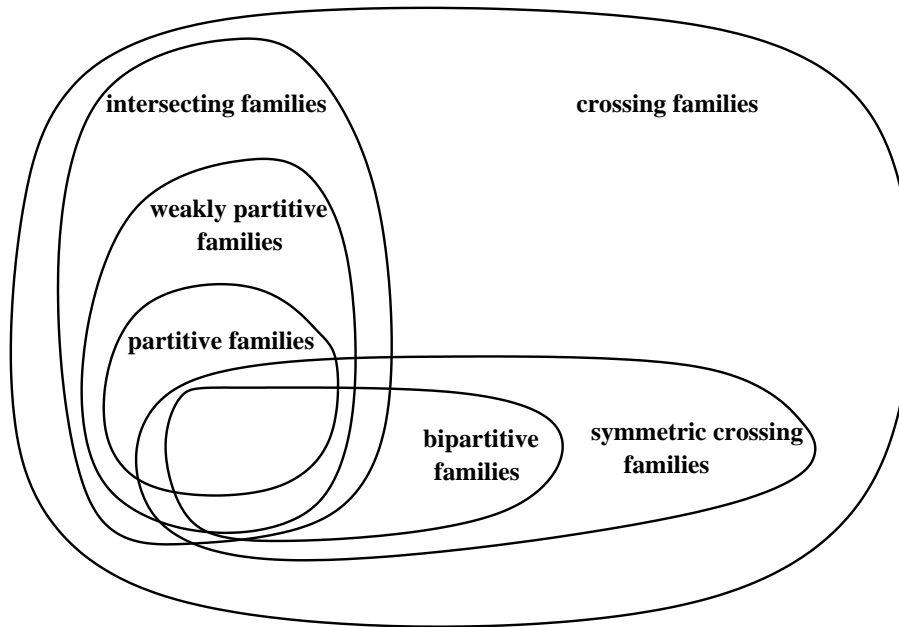 intersecting families
crossing families
weakly partitive
families
partitive families
bipartitive
families
symmetric crossing
families